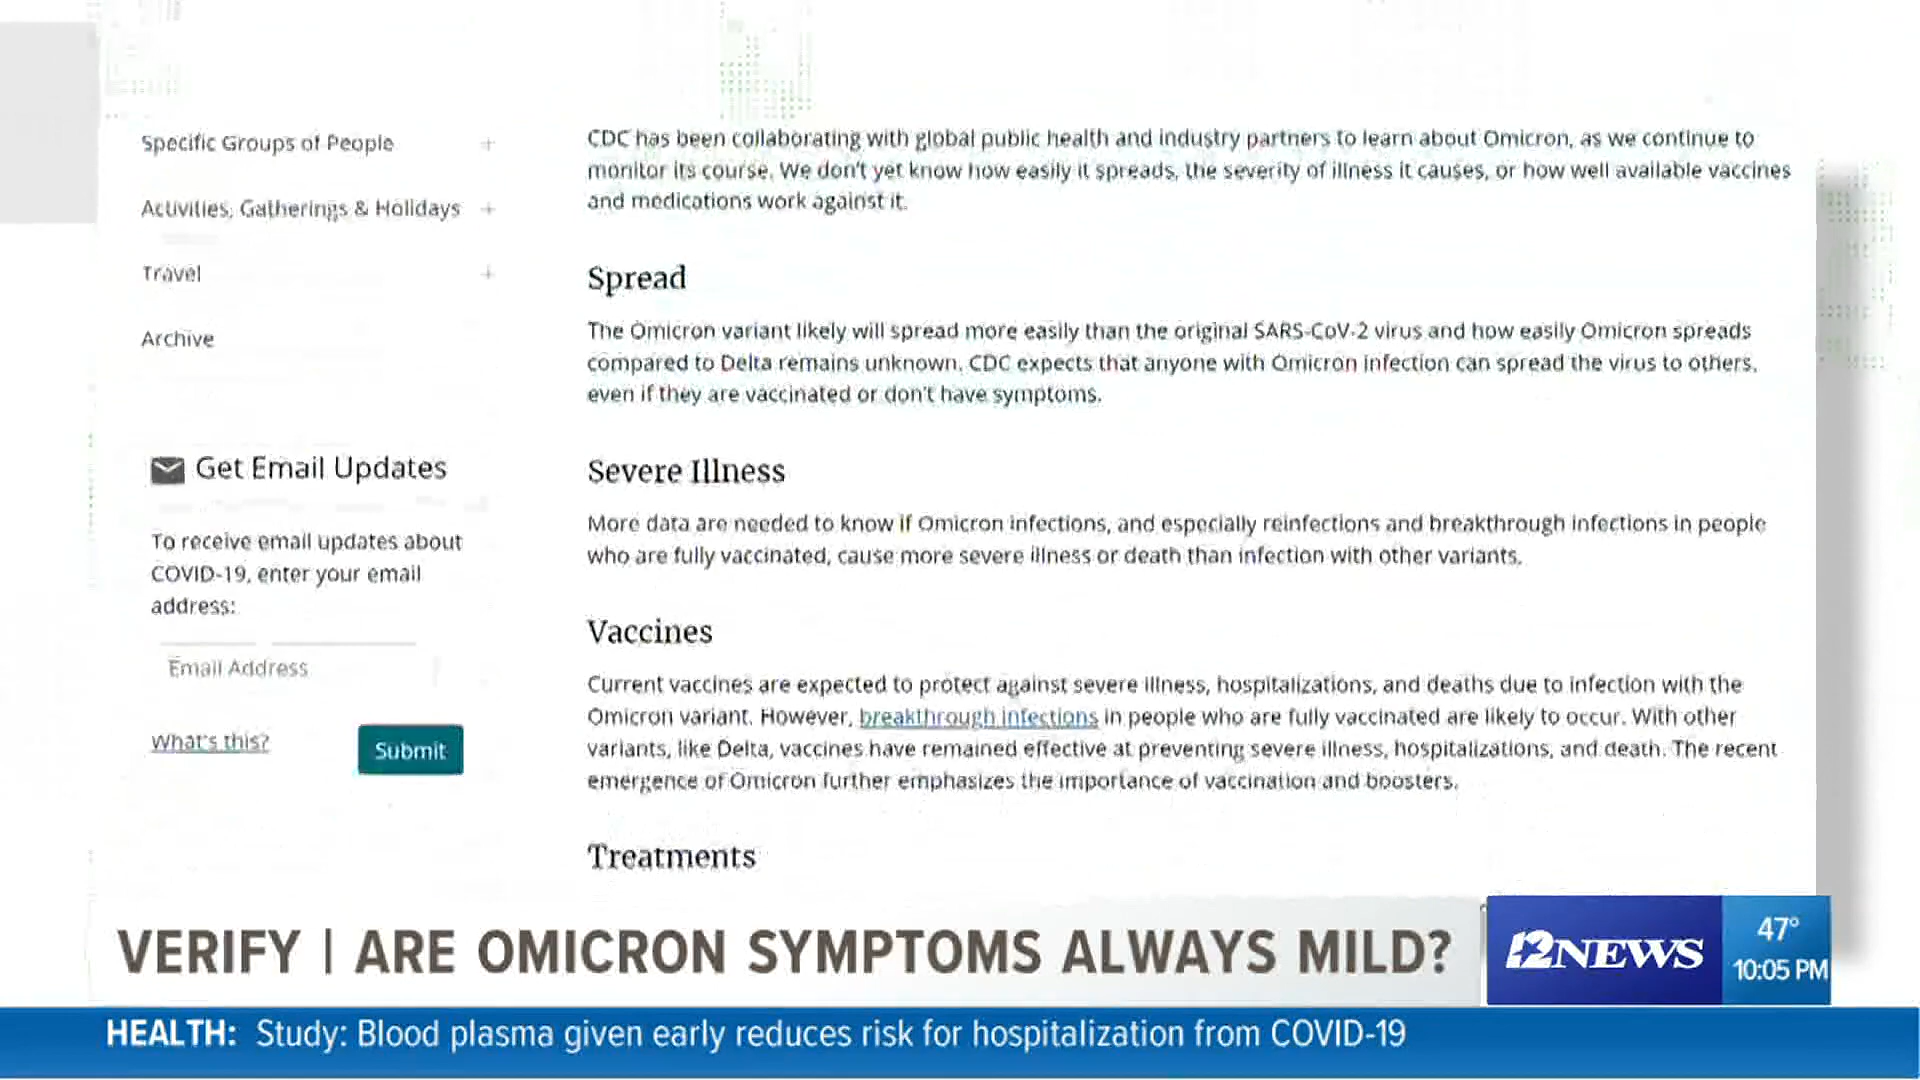 Specific Groups of People +
Activities, Gatherings & Holidays +
Travel +
Archive
Get Email Updates
To receive email updates about
COVID-19, enter your email
address:
Email Address
What's this?
Submit
CDC has been collaborating with global public health and industry partners to learn about Omicron, as we continue to
monitor its course. We don't yet know how easily it spreads, the severity of illness it causes, or how well available vaccines
and medications work against it.
Spread
The Omicron variant likely will spread more easily than the original SARS-CoV-2 virus and how easily Omicron spreads
compared to Delta remains unknown. CDC expects that anyone with Omicron infection can spread the virus to others,
even if they are vaccinated or don't have symptoms.
Severe Illness
More data are needed to know if Omicron infections, and especially reinfections and breakthrough infections in people
who are fully vaccinated, cause more severe illness or death than infection with other variants.
Vaccines
Current vaccines are expected to protect against severe illness, hospitalizations, and deaths due to infection with the
Omicron variant. However, breakthrough infections in people who are fully vaccinated are likely to occur. With other
variants, like Delta, vaccines have remained effective at preventing severe illness, hospitalizations, and death. The recent
emergence of Omicron further emphasizes the importance of vaccination and boosters.
Treatments
VERIFY | ARE OMICRON SYMPTOMS ALWAYS MILD?
12NEWS
47°
10:05 PM
HEALTH: Study: Blood plasma given early reduces risk for hospitalization from COVID-19